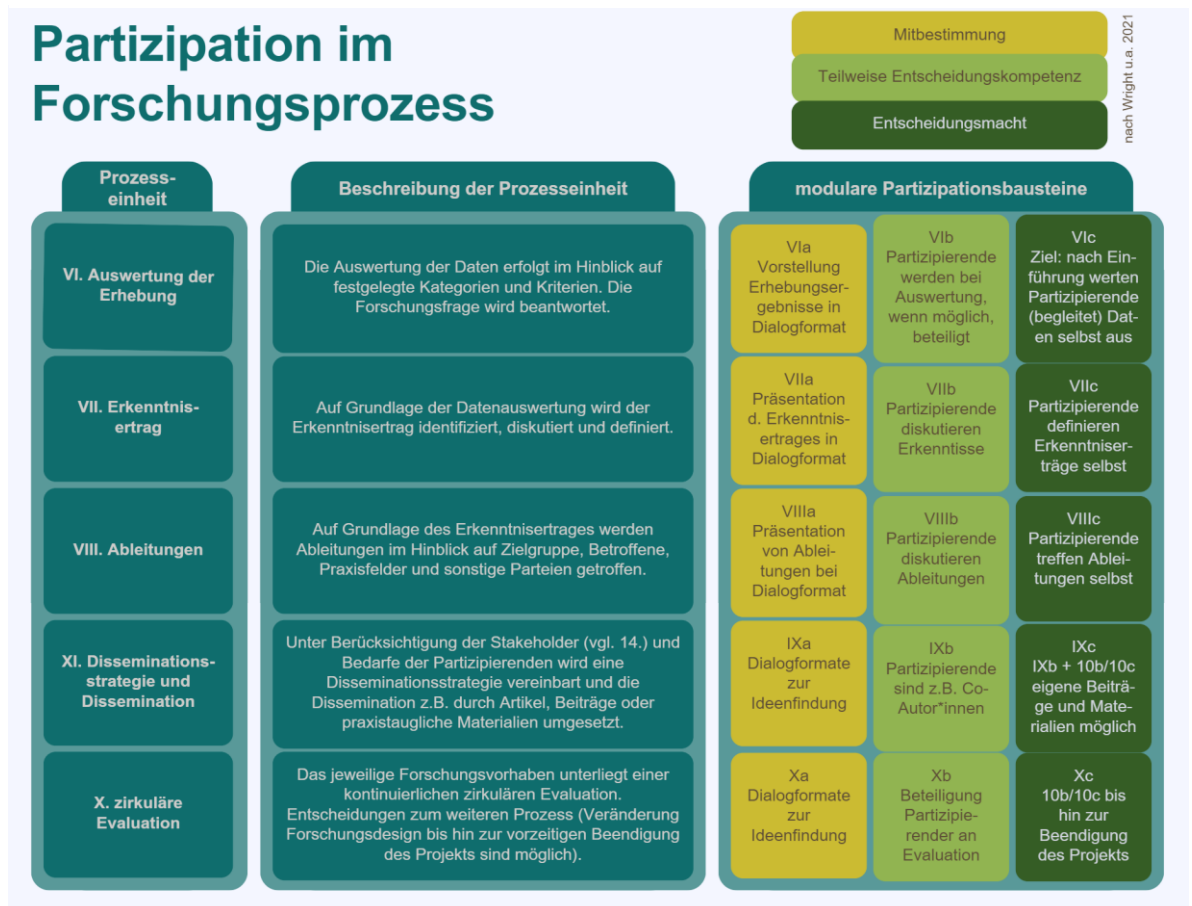 Partizipation im
Forschungsprozess
Mitbestimmung
Teilweise Entscheidungskompetenz
Entscheidungsmacht
nach Wright u.a. 2021
Prozess-
einheit
Beschreibung der Prozesseinheit
modulare Partizipationsbausteine
VI. Auswertung der
Erhebung
Die Auswertung der Daten erfolgt im Hinblick auf
festgelegte Kategorien und Kriterien. Die
Forschungsfrage wird beantwortet.
VIa
Vorstellung
Erhebungser-
gebnisse in
Dialogformat
VIb
Partizipierende
werden bei
Auswertung,
wenn möglich,
beteiligt
VIc
Ziel: nach Ein-
führung werten
Partizipierende
(begleitet) Dat-
en selbst aus
VII. Erkenntnis-
ertrag
Auf Grundlage der Datenauswertung wird der
Erkenntnisertrag identifiziert, diskutiert und definiert.
VIIa
Präsentation
d. Erkenntnis-
ertrages in
Dialogformat
VIIb
Partizipierende
diskutieren
Erkenntisse
VIIc
Partizipierende
definieren
Erkenntniser-
träge selbst
VIII. Ableitungen
Auf Grundlage des Erkenntnisertrages werden
Ableitungen im Hinblick auf Zielgruppe, Betroffene,
Praxisfelder und sonstige Parteien getroffen.
VIIIa
Präsentation
von Ablei-
tungen bei
Dialogformat
VIIIb
Partizipierende
diskutieren
Ableitungen
VIIIc
Partizipierende
treffen Ablei-
tungen selbst
XI. Disseminations-
strategie und
Dissemination
Unter Berücksichtigung der Stakeholder (vgl. 14.) und
Bedarfe der Partizipierenden wird eine
Disseminationsstrategie vereinbart und die
Dissemination z.B. durch Artikel, Beiträge oder
praxistaugliche Materialien umgesetzt.
IXa
Dialogformate
zur
Ideenfindung
IXb
Partizipierende
sind z.B. Co-
Autor*innen
IXc
IXb + 10b/10c
eigene Beiträ-
ge und Mate-
rialien möglich
X. zirkuläre
Evaluation
Das jeweilige Forschungsvorhaben unterliegt einer
kontinuierlichen zirkulären Evaluation.
Entscheidungen zum weiteren Prozess (Veränderung
Forschungsdesign bis hin zur vorzeitigen Beendigung
des Projekts sind möglich).
Xa
Dialogformate
zur
Ideenfindung
Xb
Beteiligung
Partizipie-
render an
Evaluation
Xc
10b/10c bis
hin zur
Beendigung
des Projekts